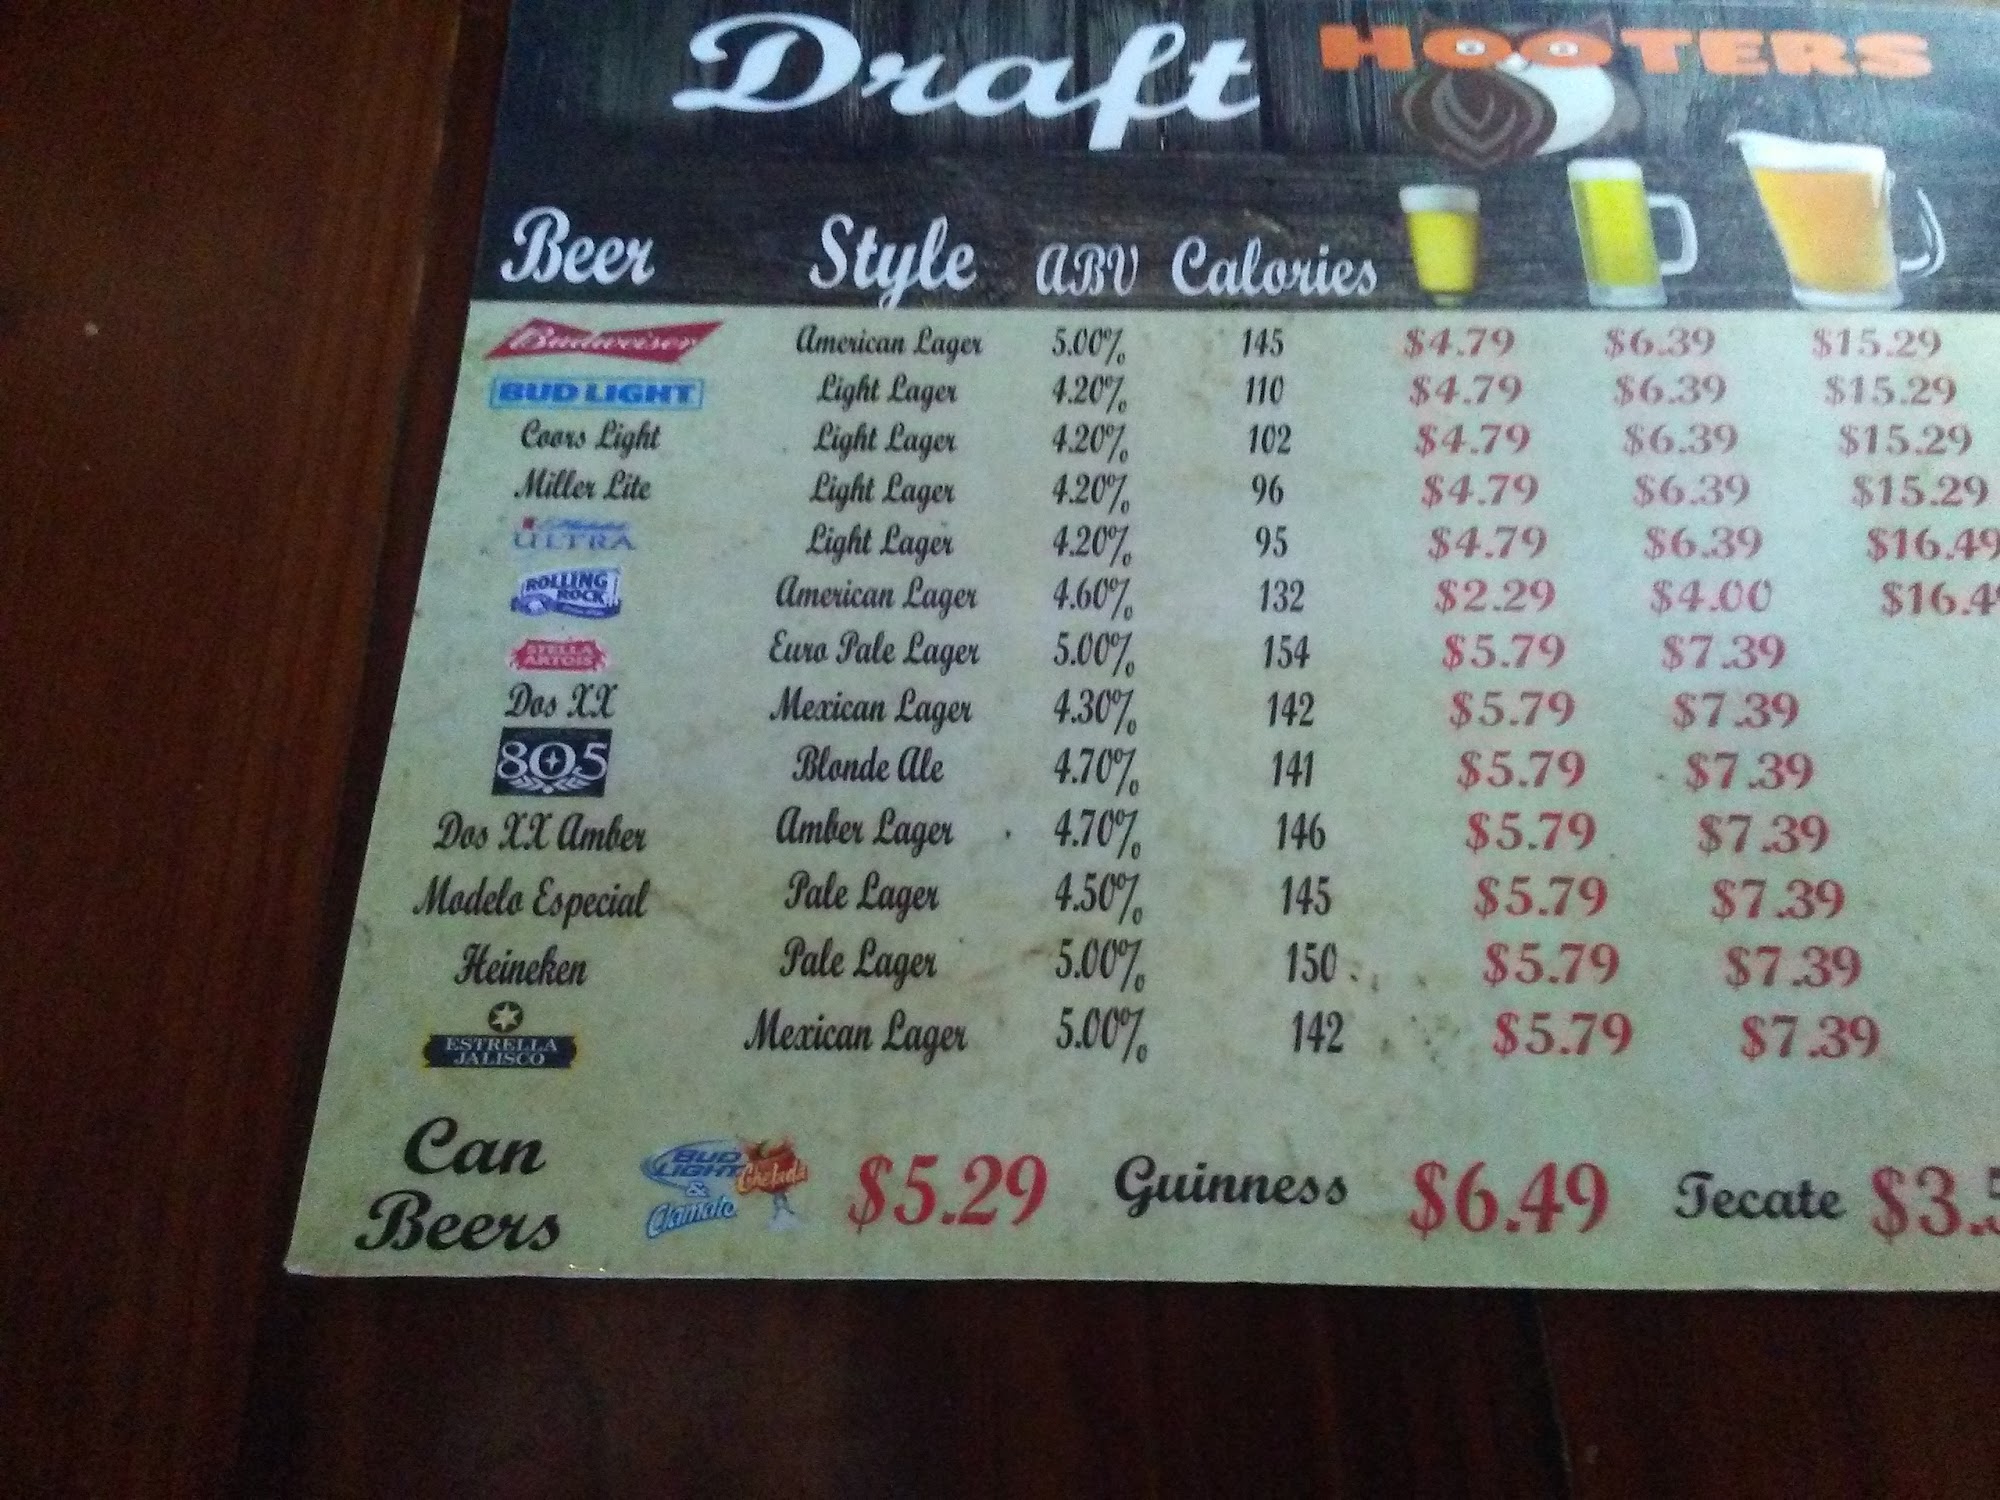 Draft HOOTERS
Beer Style ABV Calories
Budweiser American Lager 5.00% 145 $4.79 $6.39 $15.29
BUD LIGHT Light Lager 4.20% 110 $4.79 $6.39 $15.29
Coors Light Light Lager 4.20% 102 $4.79 $6.39 $15.29
Miller Lite Light Lager 4.20% 96 $4.79 $6.39 $15.29
ULTRA Light Lager 4.20% 95 $4.79 $6.39 $16.49
ROLLING ROCK American Lager 4.60% 132 $2.29 $4.00 $16.4
STELLA ARTOIS Euro Pale Lager 5.00% 154 $5.79 $7.39
Dos XX Mexican Lager 4.30% 142 $5.79 $7.39
805 Blonde Ale 4.70% 141 $5.79 $7.39
Dos XX Amber Amber Lager 4.70% 146 $5.79 $7.39
Modelo Especial Pale Lager 4.50% 145 $5.79 $7.39
Heineken Pale Lager 5.00% 150 $5.79 $7.39
ESTRELLA JALISCO Mexican Lager 5.00% 142 $5.79 $7.39
Can Beers BUD LIGHT & Clamato Chelada $5.29 Guinness $6.49 Tecate $3.5